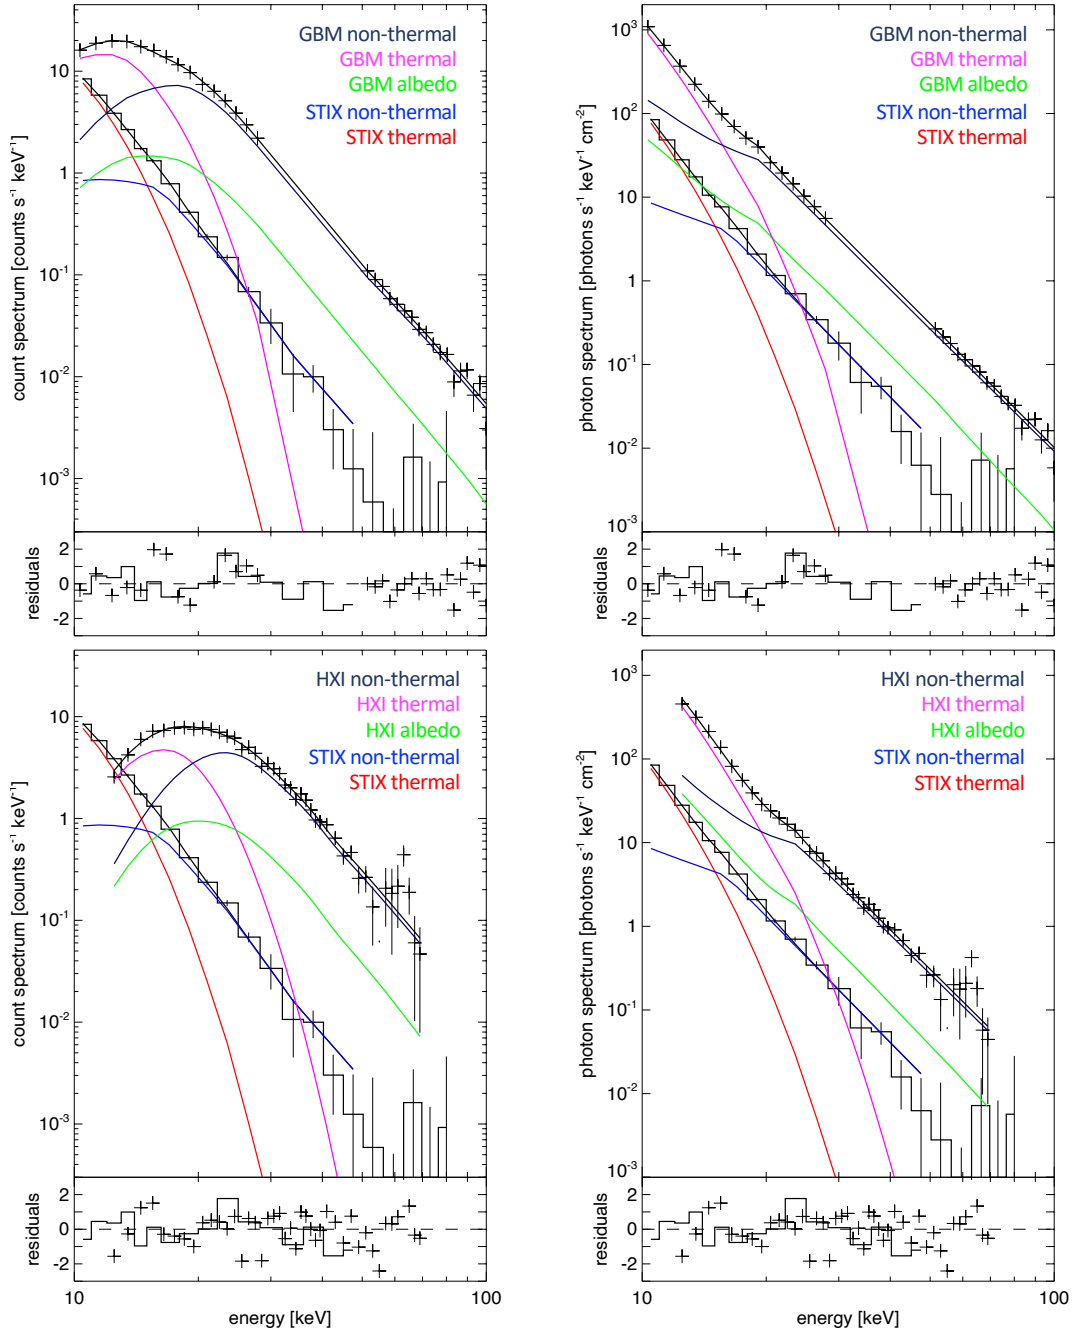 GBM non-thermal
GBM thermal
GBM albedo
STIX non-thermal
STIX thermal
count spectrum [counts s⁻¹ keV⁻¹]
10
1
10⁻¹
10⁻²
10⁻³
residuals
2
0
-2
GBM non-thermal
GBM thermal
GBM albedo
STIX non-thermal
STIX thermal
photon spectrum [photons s⁻¹ keV⁻¹ cm⁻²]
10³
10²
10
1
10⁻¹
10⁻²
10⁻³
residuals
2
0
-2
HXI non-thermal
HXI thermal
HXI albedo
STIX non-thermal
STIX thermal
count spectrum [counts s⁻¹ keV⁻¹]
10
1
10⁻¹
10⁻²
10⁻³
residuals
2
0
-2
10
100
energy [keV]
HXI non-thermal
HXI thermal
HXI albedo
STIX non-thermal
STIX thermal
photon spectrum [photons s⁻¹ keV⁻¹ cm⁻²]
10³
10²
10
1
10⁻¹
10⁻²
10⁻³
residuals
2
0
-2
10
100
energy [keV]